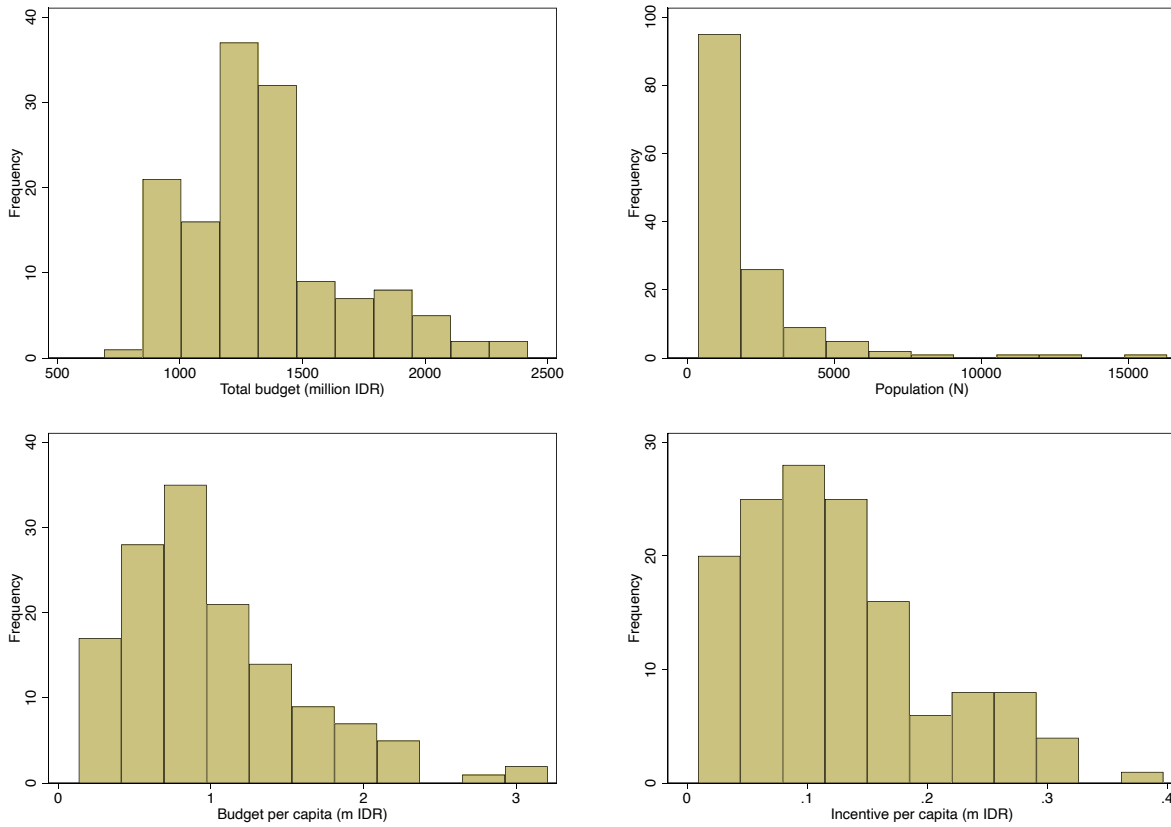 40
30
20
10
0
Frequency
500 1000 1500 2000 2500
Total budget (million IDR)
100
80
60
40
20
0
Frequency
0 5000 10000 15000
Population (N)
40
30
20
10
0
Frequency
0 1 2 3
Budget per capita (m IDR)
30
20
10
0
Frequency
0 .1 .2 .3 .4
Incentive per capita (m IDR)